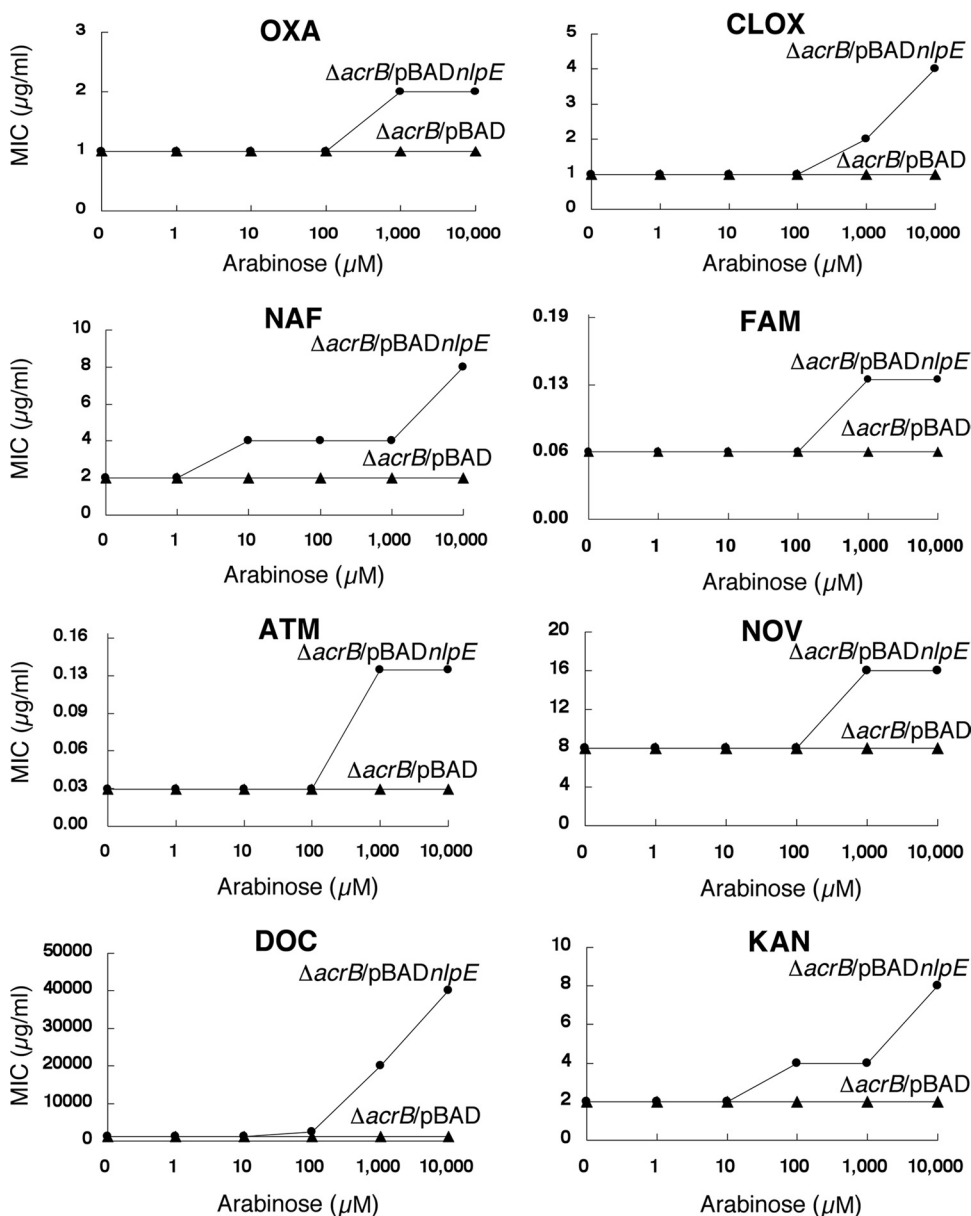 OXA
MIC (µg/ml)
3
2
1
0
ΔacrB/pBADnlpE
ΔacrB/pBAD
0 1 10 100 1,000 10,000
Arabinose (µM)
CLOX
5
4
3
2
1
0
ΔacrB/pBADnlpE
ΔacrB/pBAD
0 1 10 100 1,000 10,000
Arabinose (µM)
NAF
MIC (µg/ml)
10
8
6
4
2
0
ΔacrB/pBADnlpE
ΔacrB/pBAD
0 1 10 100 1,000 10,000
Arabinose (µM)
FAM
0.19
0.13
0.06
0.00
ΔacrB/pBADnlpE
ΔacrB/pBAD
0 1 10 100 1,000 10,000
Arabinose (µM)
ATM
MIC (µg/ml)
0.16
0.13
0.09
0.06
0.03
0.00
ΔacrB/pBADnlpE
ΔacrB/pBAD
0 1 10 100 1,000 10,000
Arabinose (µM)
NOV
20
16
12
8
4
0
ΔacrB/pBADnlpE
ΔacrB/pBAD
0 1 10 100 1,000 10,000
Arabinose (µM)
DOC
MIC (µg/ml)
50000
40000
30000
20000
10000
0
ΔacrB/pBADnlpE
ΔacrB/pBAD
0 1 10 100 1,000 10,000
Arabinose (µM)
KAN
10
8
6
4
2
0
ΔacrB/pBADnlpE
ΔacrB/pBAD
0 1 10 100 1,000 10,000
Arabinose (µM)